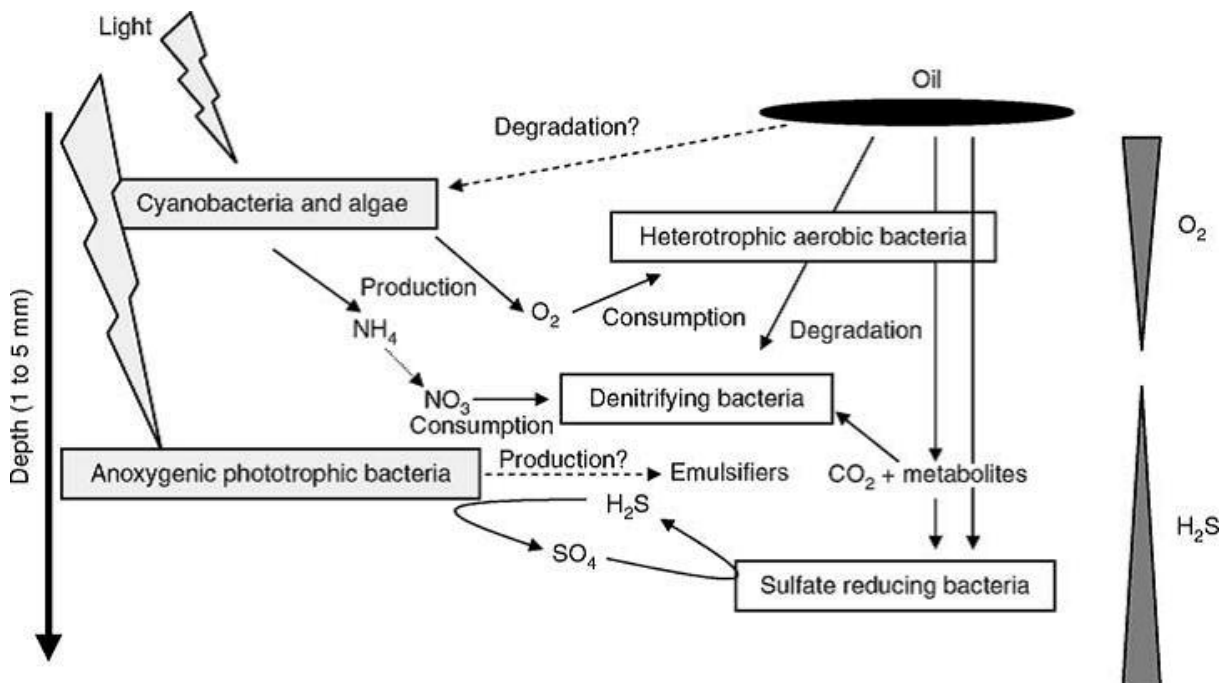 Light
Oil
Degradation?
Cyanobacteria and algae
O₂
Heterotrophic aerobic bacteria
Production
O₂
Consumption
NH₄
Degradation
Depth (1 to 5 mm)
NO₃
Denitrifying bacteria
Consumption
Anoxygenic phototrophic bacteria
Production?
Emulsifiers
CO₂ + metabolites
H₂S
H₂S
SO₄
Sulfate reducing bacteria